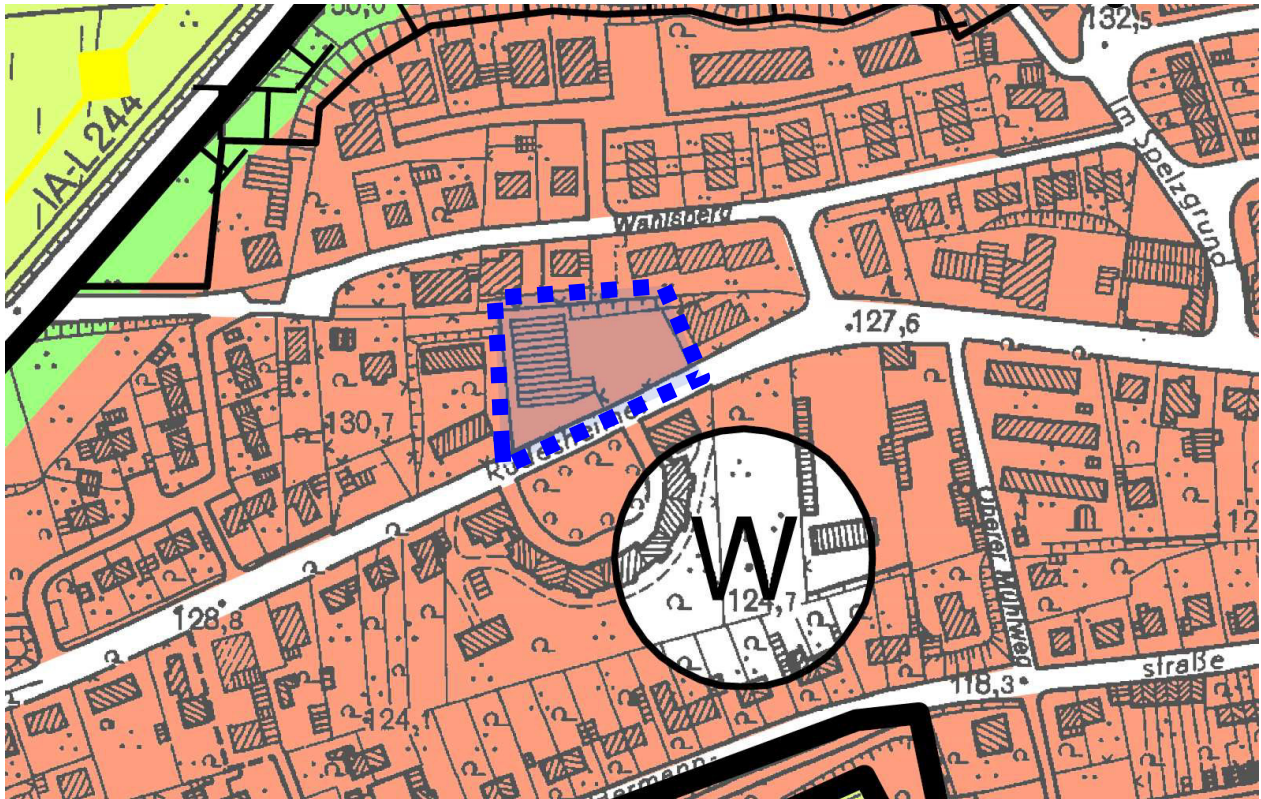 132,5
IA-L 244
Im Spelzgrund
Wahlsberg
127,6
130,7
W
124,7
Oberer Mühlweg
128,8
straße
118,3
124,1